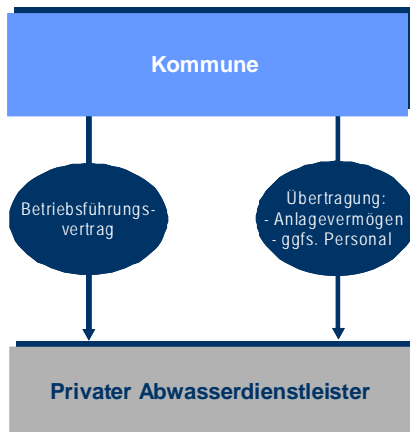 Kommune
Betriebsführungs-
vertrag
Übertragung:
- Anlagevermögen
- ggfs. Personal
Privater Abwasserdienstleister